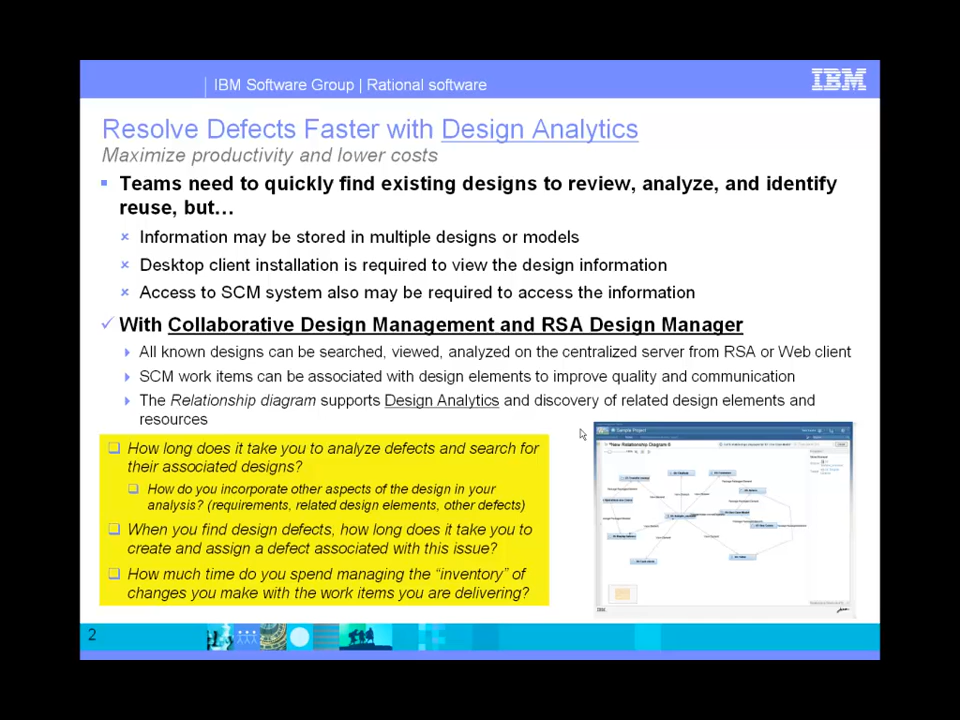 IBM Software Group | Rational software
IBM
Resolve Defects Faster with Design Analytics
Maximize productivity and lower costs
Teams need to quickly find existing designs to review, analyze, and identify
reuse, but…
Information may be stored in multiple designs or models
Desktop client installation is required to view the design information
Access to SCM system also may be required to access the information
With Collaborative Design Management and RSA Design Manager
All known designs can be searched, viewed, analyzed on the centralized server from RSA or Web client
SCM work items can be associated with design elements to improve quality and communication
The Relationship diagram supports Design Analytics and discovery of related design elements and
resources
How long does it take you to analyze defects and search for
their associated designs?
How do you incorporate other aspects of the design in your
analysis? (requirements, related design elements, other defects)
When you find design defects, how long does it take you to
create and assign a defect associated with this issue?
How much time do you spend managing the “inventory” of
changes you make with the work items you are delivering?
Sample Project
*New Relationship Diagram 6
IBM
2